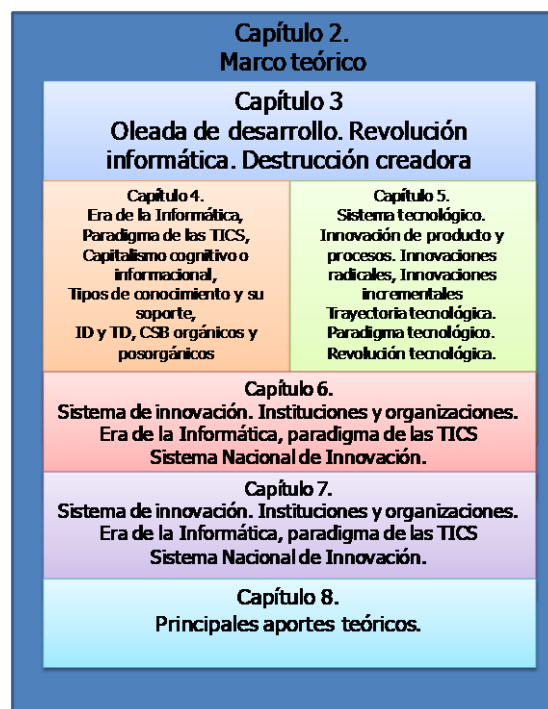 Capítulo 2.
Marco teórico
Capítulo 3
Oleada de desarrollo. Revolución
informática. Destrucción creadora
Capítulo 4.
Era de la Informática,
Paradigma de las TICS,
Capitalismo cognitivo o
informacional,
Tipos de conocimiento y su
soporte,
ID y TD, CSB orgánicos y
posorgánicos
Capítulo 5.
Sistema tecnológico.
Innovación de producto y
procesos. Innovaciones
radicales, Innovaciones
incrementales
Trayectoria tecnológica.
Paradigma tecnológico.
Revolución tecnológica.
Capítulo 6.
Sistema de innovación. Instituciones y organizaciones.
Era de la Informática, paradigma de las TICS
Sistema Nacional de Innovación.
Capítulo 7.
Sistema de innovación. Instituciones y organizaciones.
Era de la Informática, paradigma de las TICS
Sistema Nacional de Innovación.
Capítulo 8.
Principales aportes teóricos.